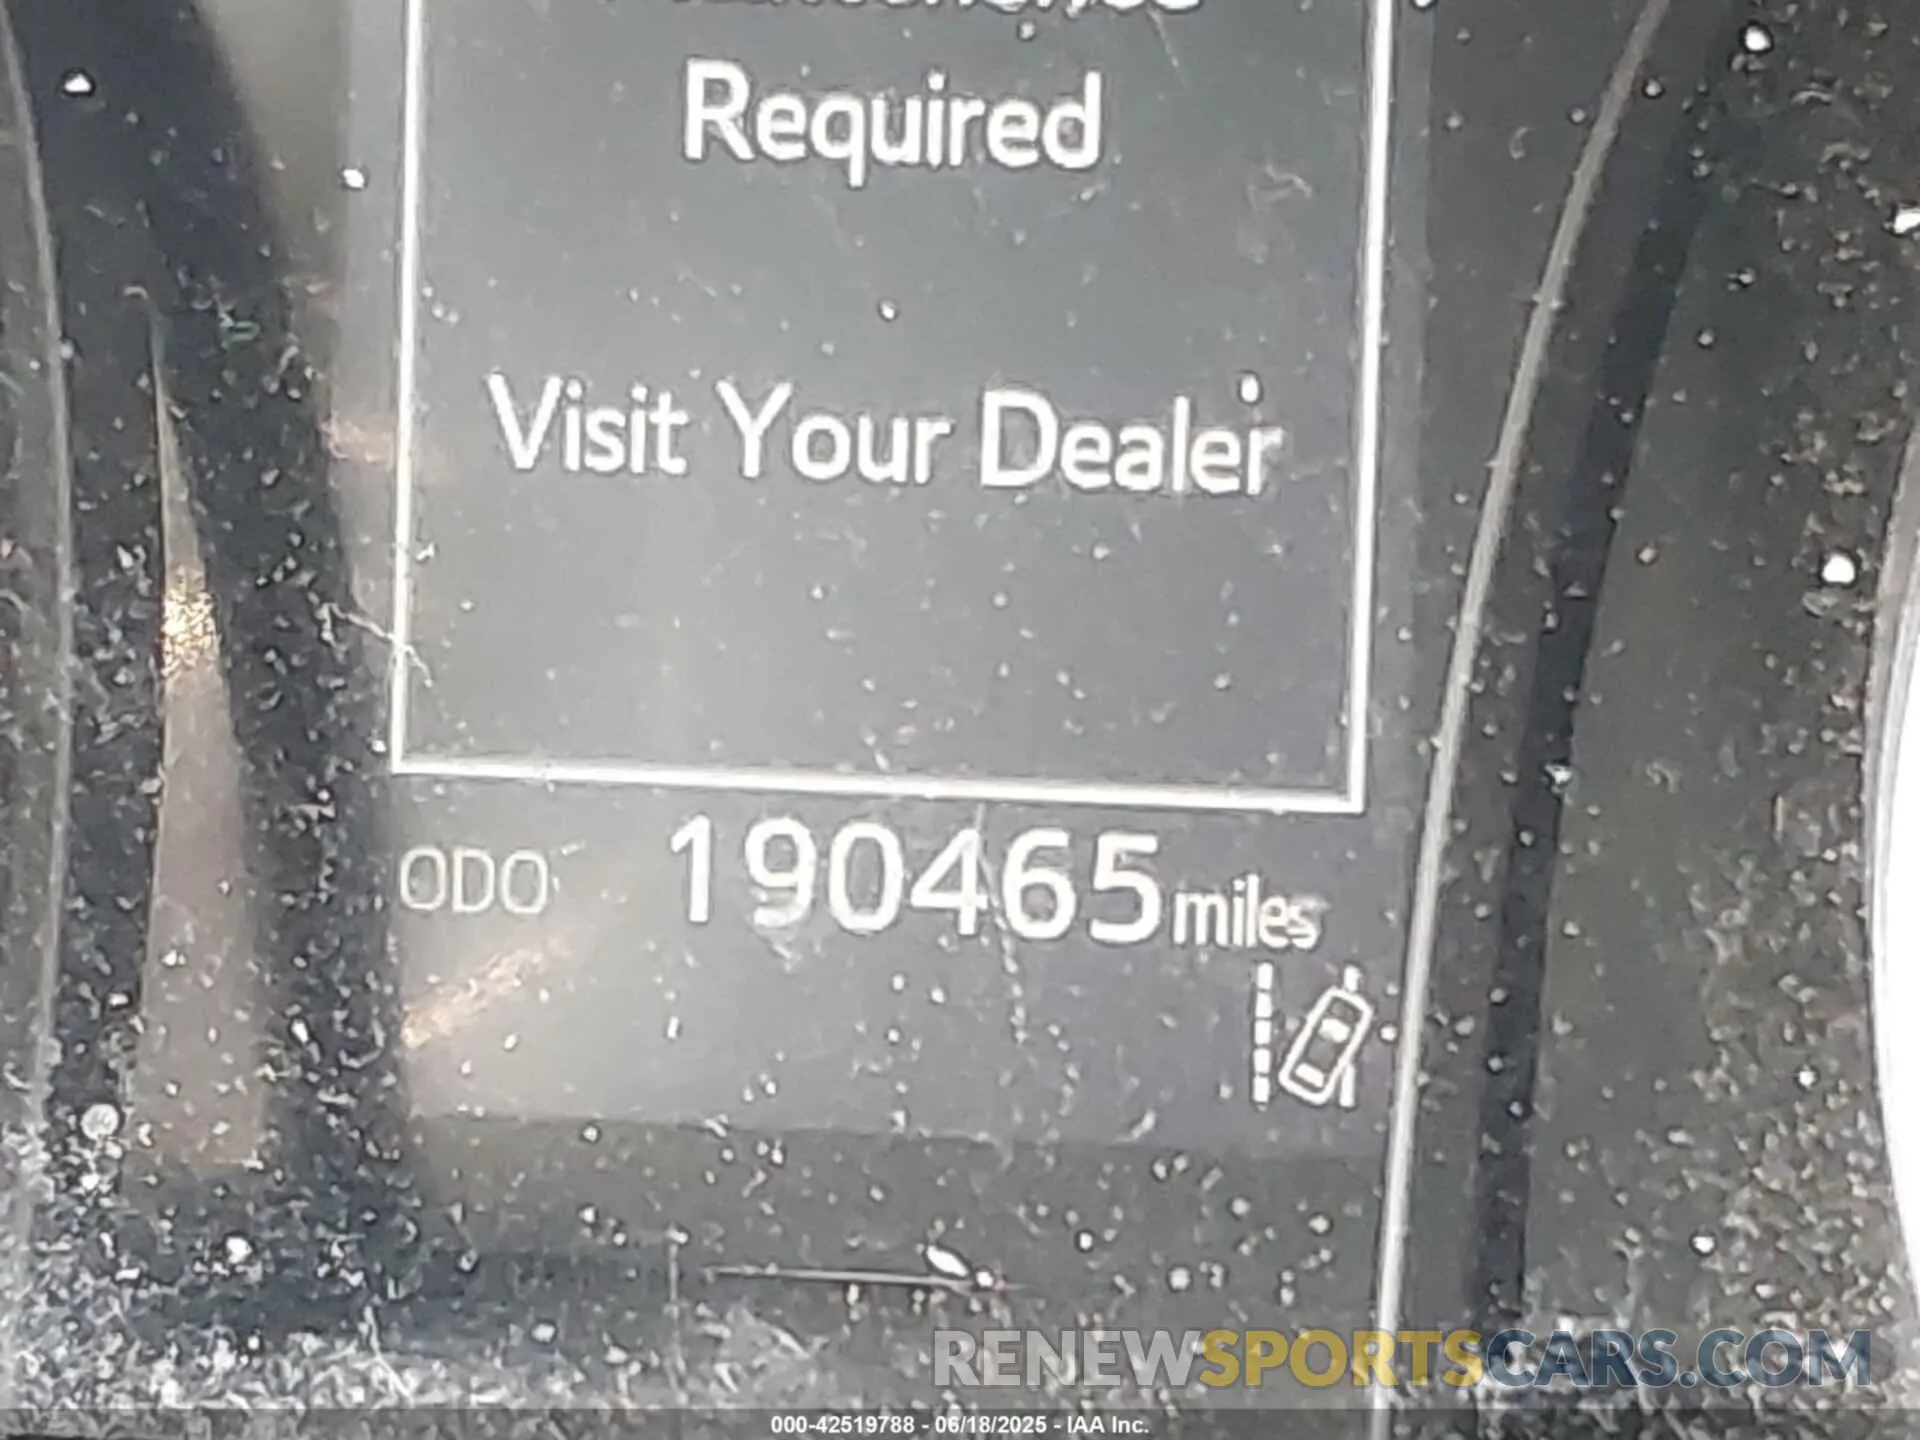 Required
Visit Your Dealer
ODO 190465 miles
RENEWSPORTSCARS.COM
000-42519788 - 06/18/2025 - IAA Inc.